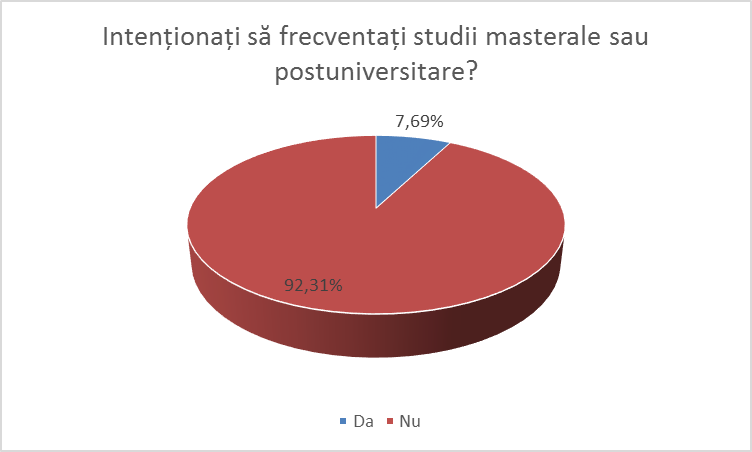 Intenționați să frecventați studii masterale sau
postuniversitare?
7,69%
92,31%
Da Nu